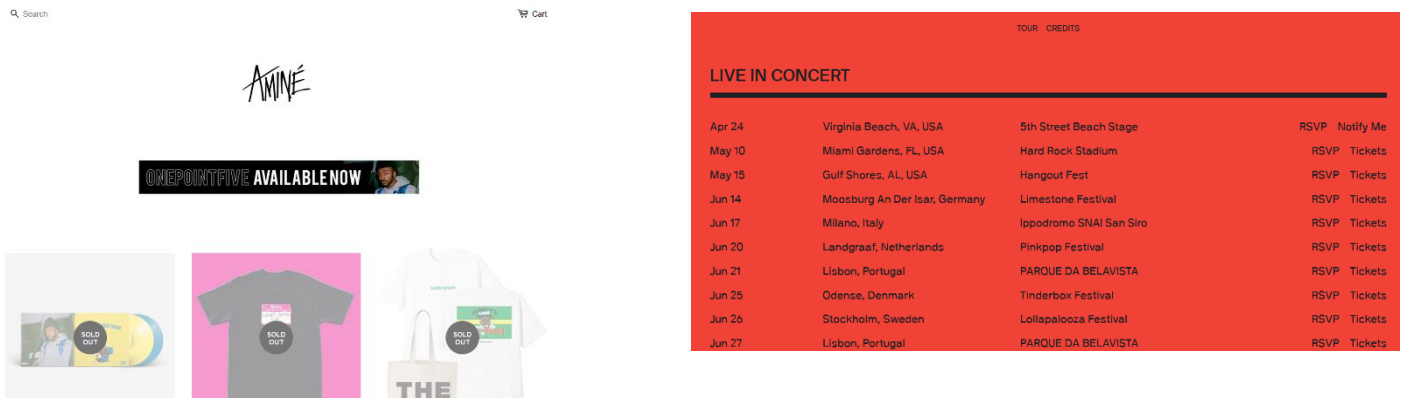 Search
Cart
AMINÉ
ONEPOINTFIVE AVAILABLE NOW
SOLD OUT
SOLD OUT
SOLD OUT
THE
TOUR CREDITS
LIVE IN CONCERT
Apr 24 Virginia Beach, VA, USA 5th Street Beach Stage RSVP Notify Me
May 10 Miami Gardens, FL, USA Hard Rock Stadium RSVP Tickets
May 15 Gulf Shores, AL, USA Hangout Fest RSVP Tickets
Jun 14 Moosburg An Der Isar, Germany Limestone Festival RSVP Tickets
Jun 17 Milano, Italy Ippodromo SNAI San Siro RSVP Tickets
Jun 20 Landgraaf, Netherlands Pinkpop Festival RSVP Tickets
Jun 21 Lisbon, Portugal PARQUE DA BELAVISTA RSVP Tickets
Jun 25 Odense, Denmark Tinderbox Festival RSVP Tickets
Jun 26 Stockholm, Sweden Lollapalooza Festival RSVP Tickets
Jun 27 Lisbon, Portugal PARQUE DA BELAVISTA RSVP Tickets